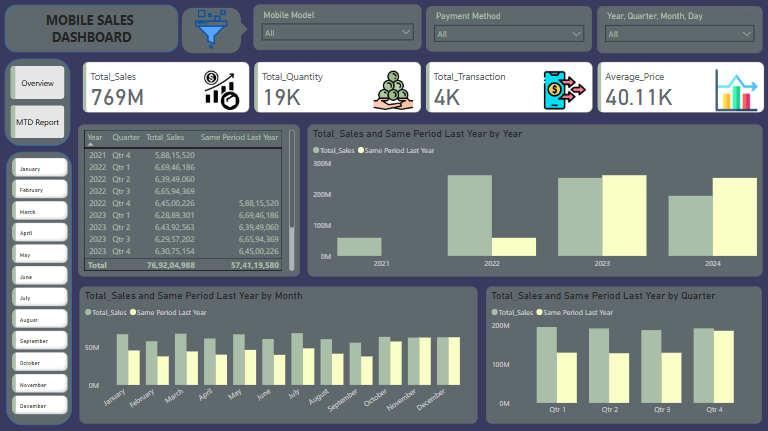 MOBILE SALES
DASHBOARD
Mobile Model
All
Payment Method
All
Year, Quarter, Month, Day
All
Overview
MTD Report
Total_Sales
769M
Total_Quantity
19K
Total_Transaction
4K
Average_Price
40.11K
January
February
March
April
May
June
July
August
September
October
November
December
Year Quarter Total_Sales Same Period Last Year
2021 Qtr 4 5,88,15,520
2022 Qtr 1 6,69,46,186
2022 Qtr 2 6,39,49,060
2022 Qtr 3 6,65,94,369
2022 Qtr 4 6,45,00,226 5,88,15,520
2023 Qtr 1 6,28,89,301 6,69,46,186
2023 Qtr 2 6,43,92,563 6,39,49,060
2023 Qtr 3 6,29,57,202 6,65,94,369
2023 Qtr 4 6,30,75,154 6,45,00,226
Total 76,92,04,988 57,41,19,580
Total_Sales and Same Period Last Year by Year
Total_Sales Same Period Last Year
300M
200M
100M
0M
2021 2022 2023 2024
Total_Sales and Same Period Last Year by Month
Total_Sales Same Period Last Year
50M
0M
January February March April May June July August September October November December
Total_Sales and Same Period Last Year by Quarter
Total_Sales Same Period Last Year
200M
100M
0M
Qtr 1 Qtr 2 Qtr 3 Qtr 4